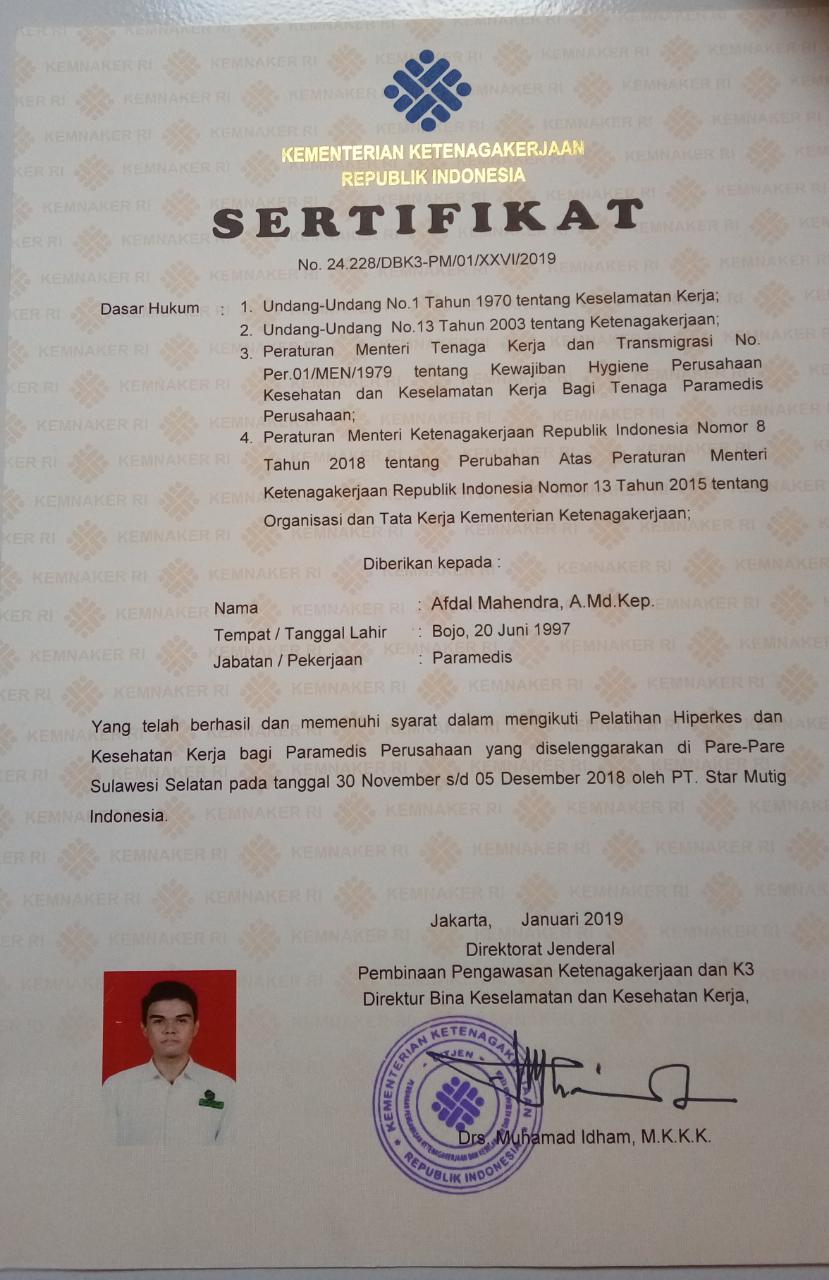 KEMENTERIAN KETENAGAKERJAAN
REPUBLIK INDONESIA
SERTIFIKAT
No. 24.228/DBK3-PM/01/XXVI/2019
Dasar Hukum : 1. Undang-Undang No.1 Tahun 1970 tentang Keselamatan Kerja;
2. Undang-Undang No.13 Tahun 2003 tentang Ketenagakerjaan;
3. Peraturan Menteri Tenaga Kerja dan Transmigrasi No.
Per.01/MEN/1979 tentang Kewajiban Hygiene Perusahaan
Kesehatan dan Keselamatan Kerja Bagi Tenaga Paramedis
Perusahaan;
4. Peraturan Menteri Ketenagakerjaan Republik Indonesia Nomor 8
Tahun 2018 tentang Perubahan Atas Peraturan Menteri
Ketenagakerjaan Republik Indonesia Nomor 13 Tahun 2015 tentang
Organisasi dan Tata Kerja Kementerian Ketenagakerjaan;
Diberikan kepada :
Nama : Afdal Mahendra, A.Md.Kep.
Tempat / Tanggal Lahir : Bojo, 20 Juni 1997
Jabatan / Pekerjaan : Paramedis
Yang telah berhasil dan memenuhi syarat dalam mengikuti Pelatihan Hiperkes dan
Kesehatan Kerja bagi Paramedis Perusahaan yang diselenggarakan di Pare-Pare
Sulawesi Selatan pada tanggal 30 November s/d 05 Desember 2018 oleh PT. Star Mutig
Indonesia.
Jakarta, Januari 2019
Direktorat Jenderal
Pembinaan Pengawasan Ketenagakerjaan dan K3
Direktur Bina Keselamatan dan Kesehatan Kerja,
KEMENTERIAN KETENAGAKERJAAN
REPUBLIK INDONESIA
Drs. Muhamad Idham, M.K.K.K.
KEMNAKER RI